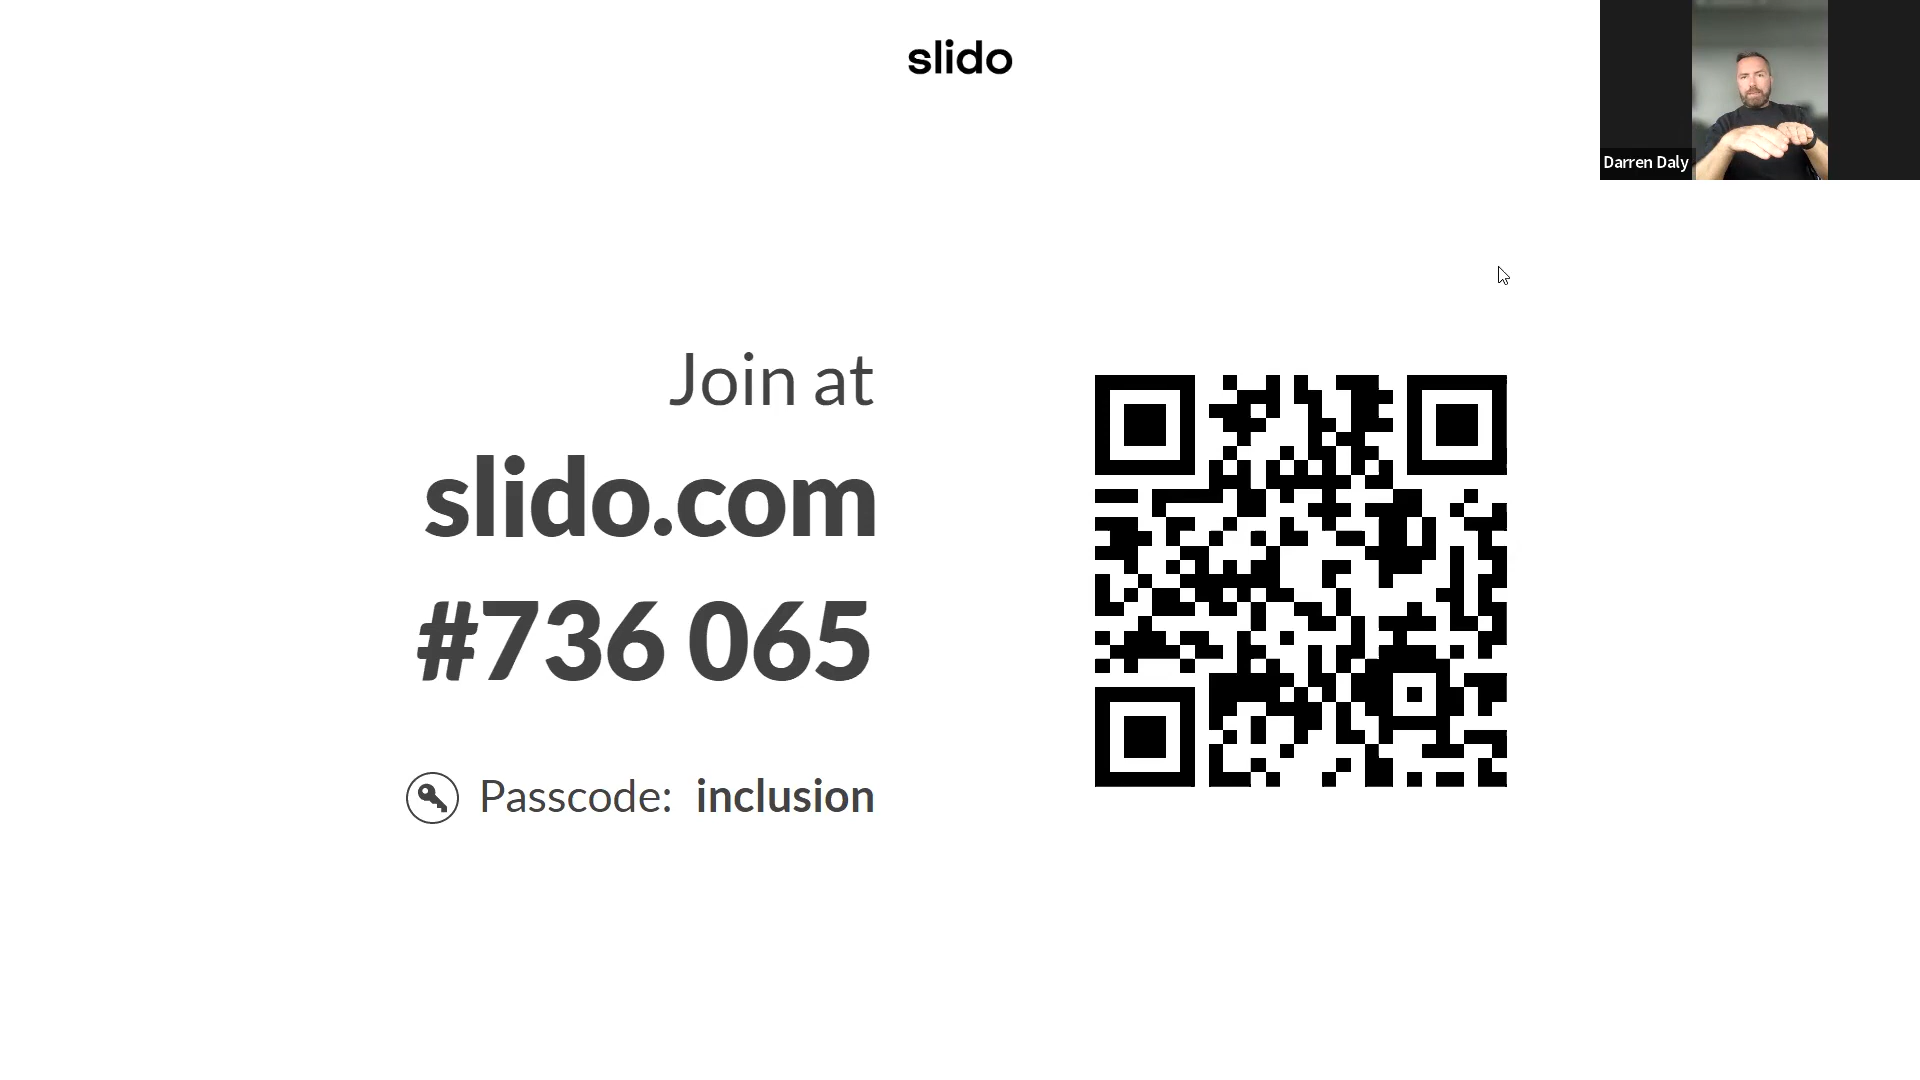 slido
Darren Daly
Join at
slido.com
#736 065
Passcode: inclusion